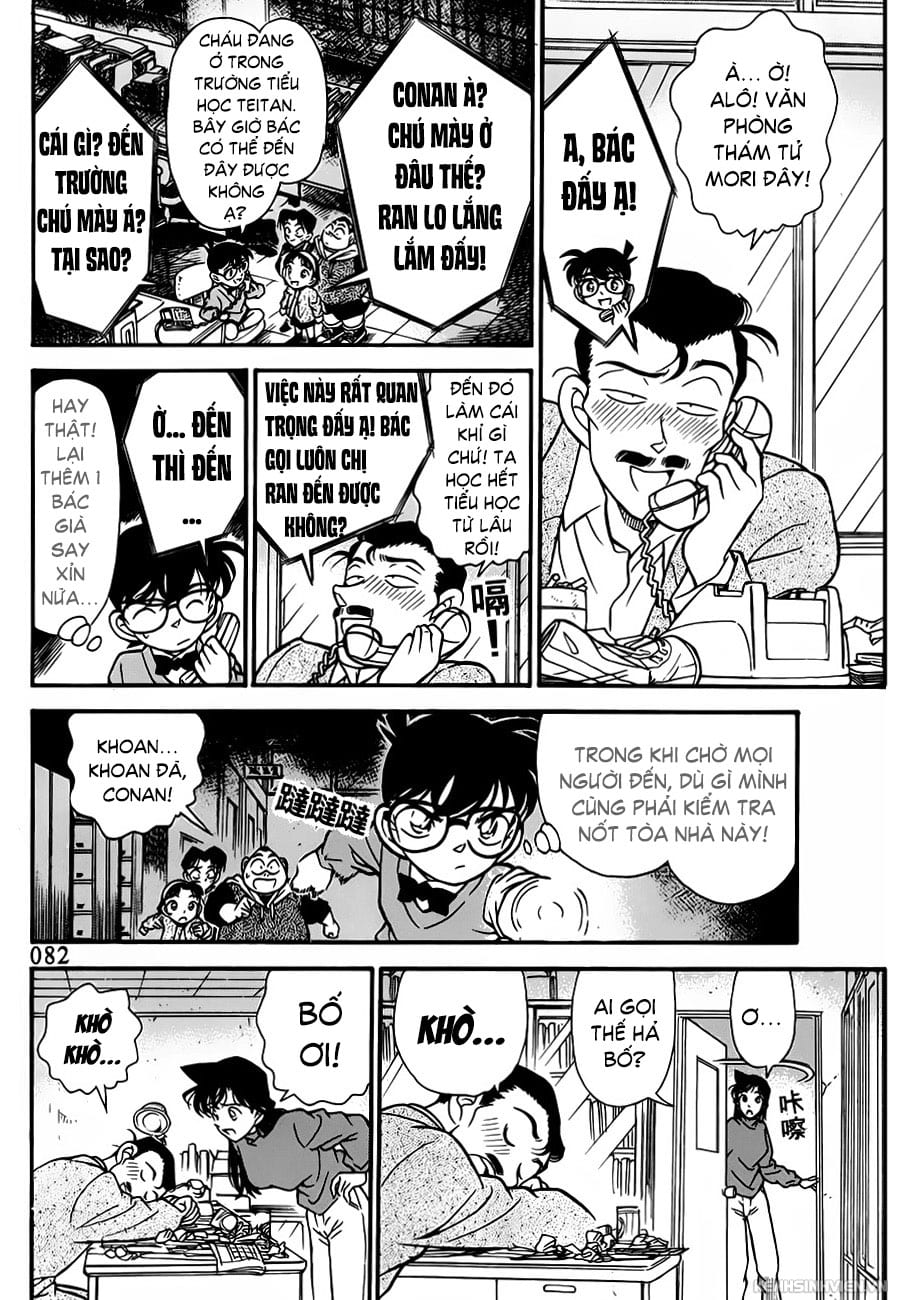 À... Ờ!
ALÔ! VĂN
PHÒNG
THÁM TỬ
MORI ĐÂY!
A, BÁC
ĐẤY Ạ!
CONAN À?
CHÚ MÀY Ở
ĐÂU THẾ?
RAN LO LẮNG
LẮM ĐẤY!
CHÁU ĐANG
Ở TRONG
TRƯỜNG TIỂU
HỌC TEITAN.
BÂY GIỜ BÁC
CÓ THỂ ĐẾN
ĐÂY ĐƯỢC
KHÔNG
Ạ?
CÁI GÌ? ĐẾN
TRƯỜNG
CHÚ MÀY Á?
TẠI SAO?
ĐẾN ĐÓ
LÀM CÁI
KHỈ GÌ
CHỨ! TA
HỌC HẾT
TIỂU HỌC
TỪ LÂU
RỒI!
嗝!
VIỆC NÀY RẤT QUAN
TRỌNG ĐẤY Ạ! BÁC
GỌI LUÔN CHỊ
RAN ĐẾN ĐƯỢC
KHÔNG?
Ờ... ĐẾN
THÌ ĐẾN
...
HAY
THẬT!
LẠI
THÊM 1
BÁC
GIÀ
SAY
XỈN
NỮA...
TRONG KHI CHỜ MỌI
NGƯỜI ĐẾN, DÙ GÌ MÌNH
CŨNG PHẢI KIỂM TRA
NỐT TÒA NHÀ NÀY!
躂躂躂
KHOAN...
KHOAN ĐÃ,
CONAN!
082
Ơ...
咔嚓
AI GỌI
THẾ HẢ
BỐ?
KHÒ...
BỐ
ƠI!
KHÒ
KHÒ...
KENHSINHVIEN.VN